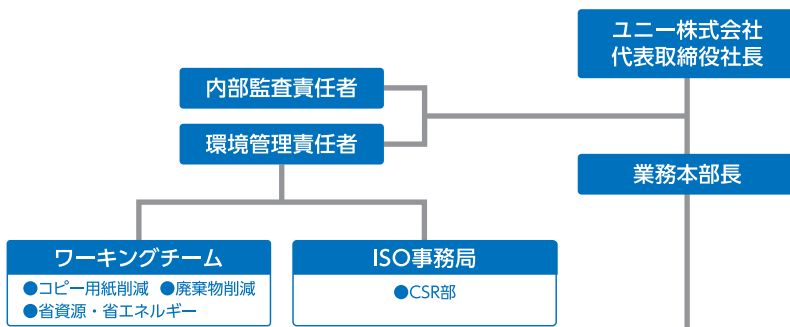 ユニー株式会社
代表取締役社長
内部監査責任者
環境管理責任者
業務本部長
ワーキングチーム
●コピー用紙削減 ●廃棄物削減
●省資源・省エネルギー
ISO事務局
●CSR部